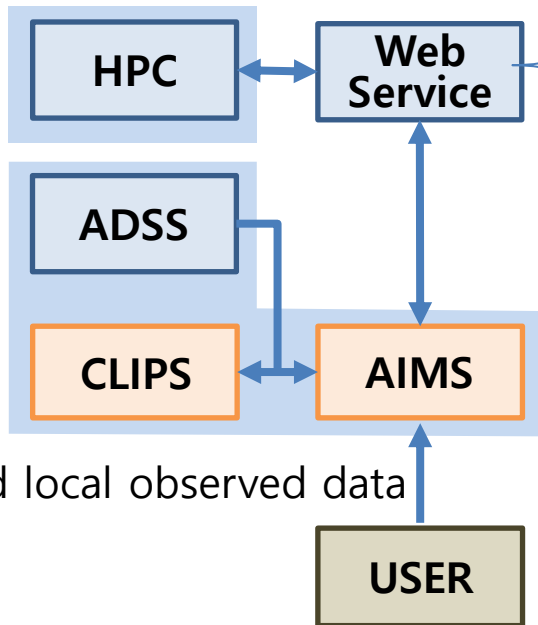 HPC
Web
Service
ADSS
CLIPS
AIMS
local observed data
USER